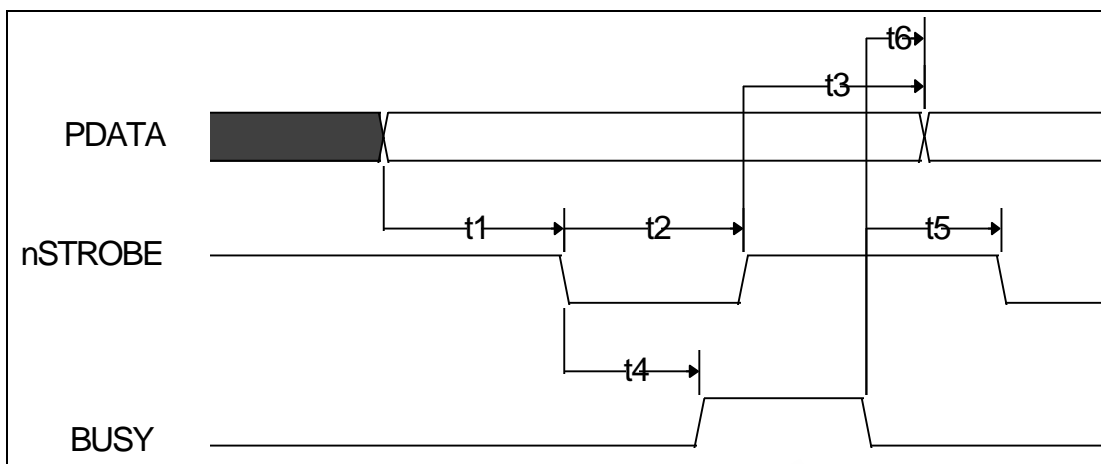 t6
t3
PDATA
t1 t2 t5
nSTROBE
t4
BUSY